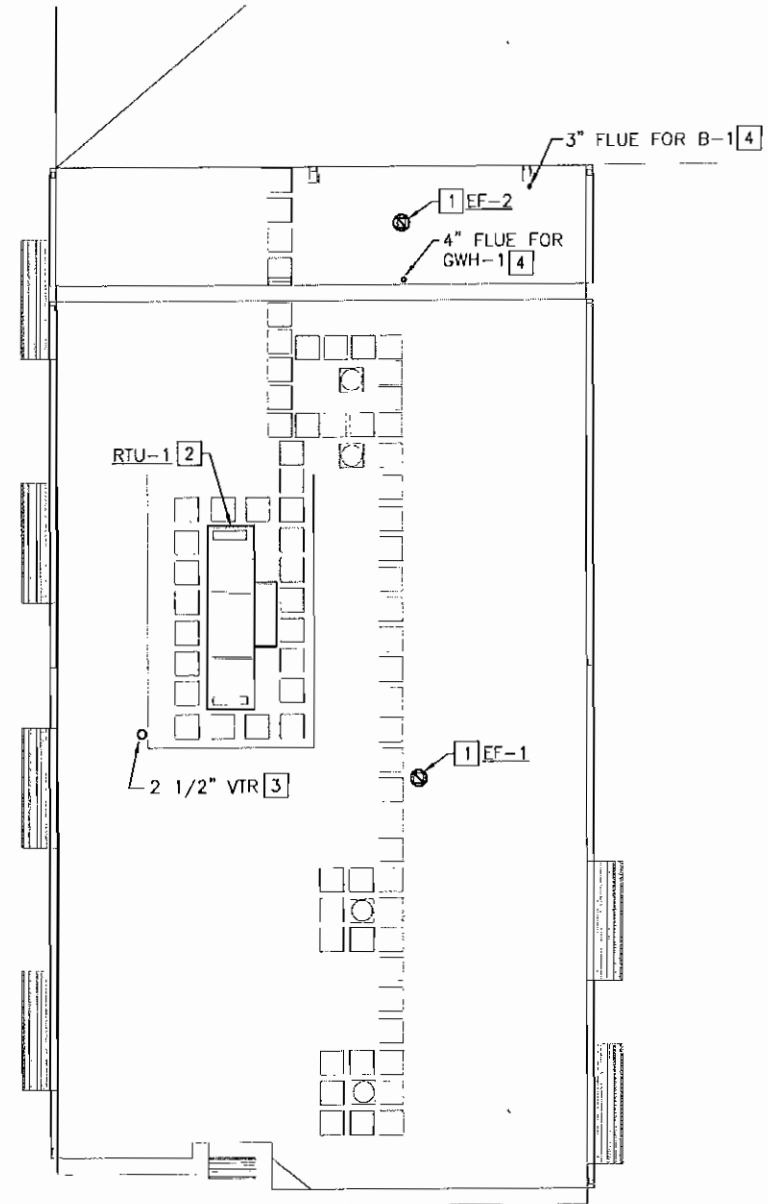 3" FLUE FOR B-1 4
1 EF-2
4" FLUE FOR
GWH-1 4
RTU-1 2
1 EF-1
2 1/2" VTR 3